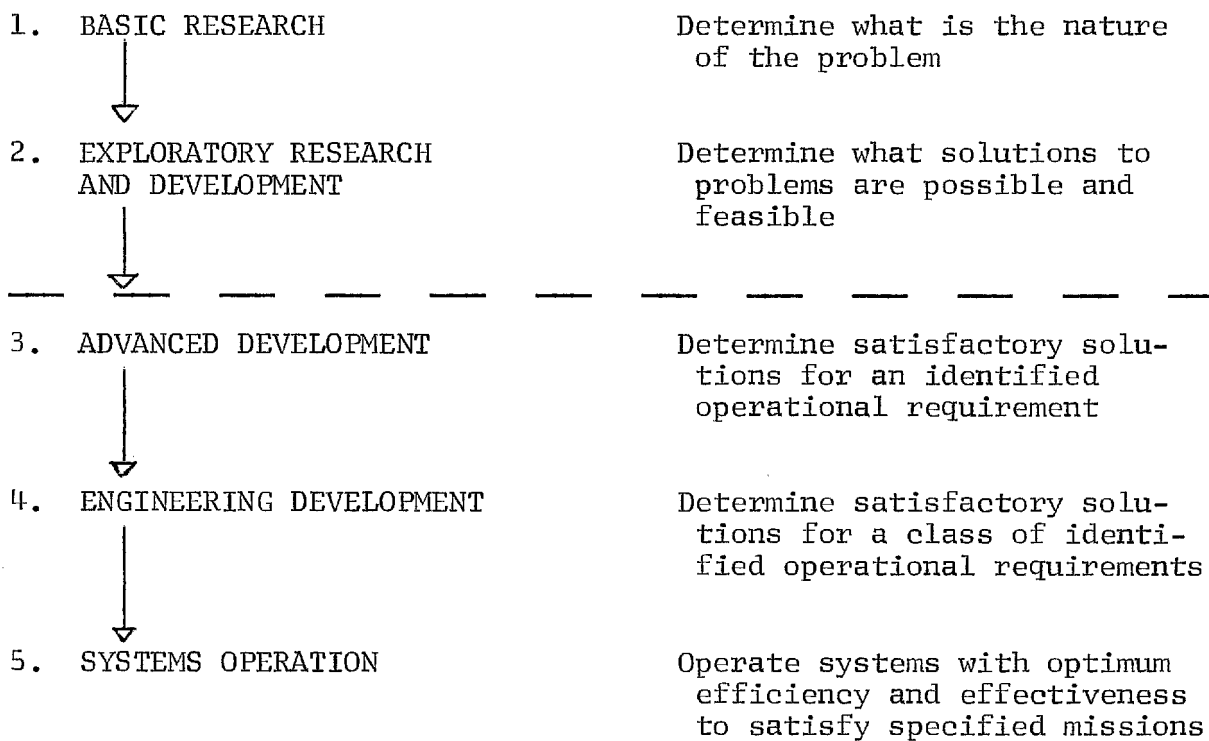 1. BASIC RESEARCH
Determine what is the nature
of the problem
2. EXPLORATORY RESEARCH
AND DEVELOPMENT
Determine what solutions to
problems are possible and
feasible
3. ADVANCED DEVELOPMENT
Determine satisfactory solu-
tions for an identified
operational requirement
4. ENGINEERING DEVELOPMENT
Determine satisfactory solu-
tions for a class of identi-
fied operational requirements
5. SYSTEMS OPERATION
Operate systems with optimum
efficiency and effectiveness
to satisfy specified missions